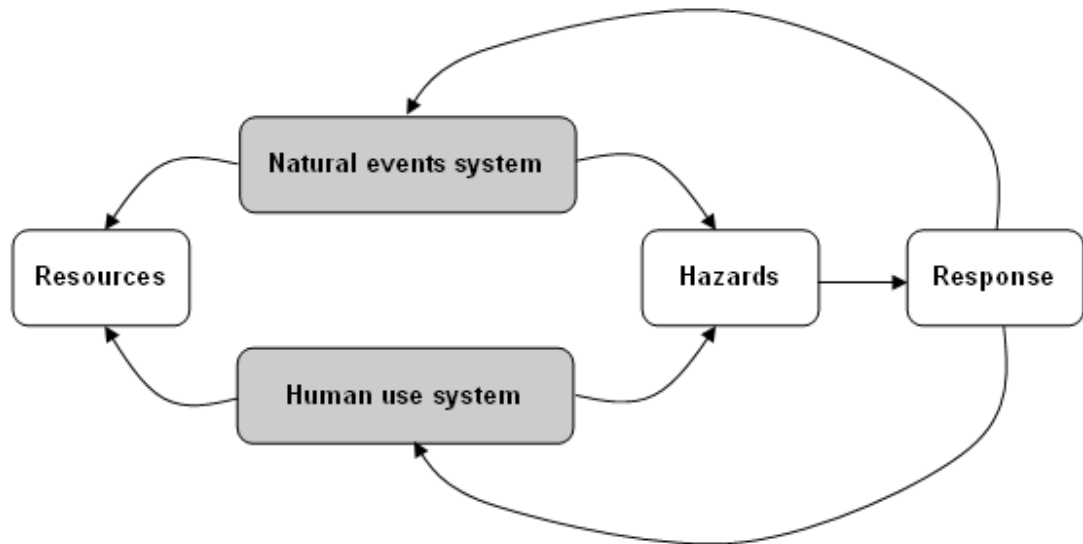 Natural events system
Resources
Hazards
Response
Human use system